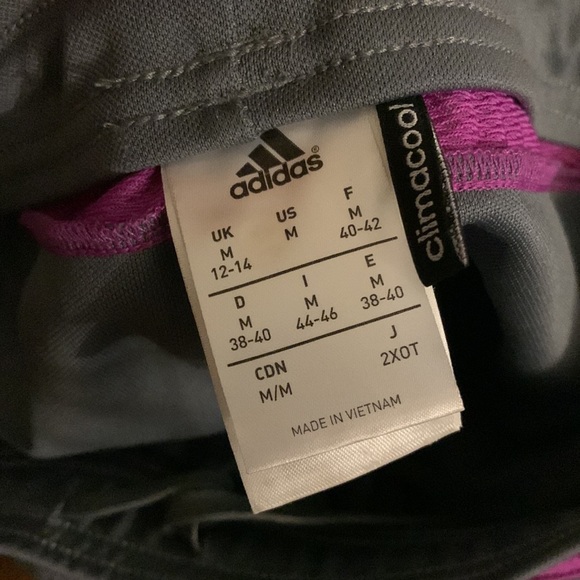 adidas®
UK US F
M M M
12-14 40-42
D I E
M M M
38-40 44-46 38-40
CDN J
M/M 2XOT
MADE IN VIETNAM
climacool